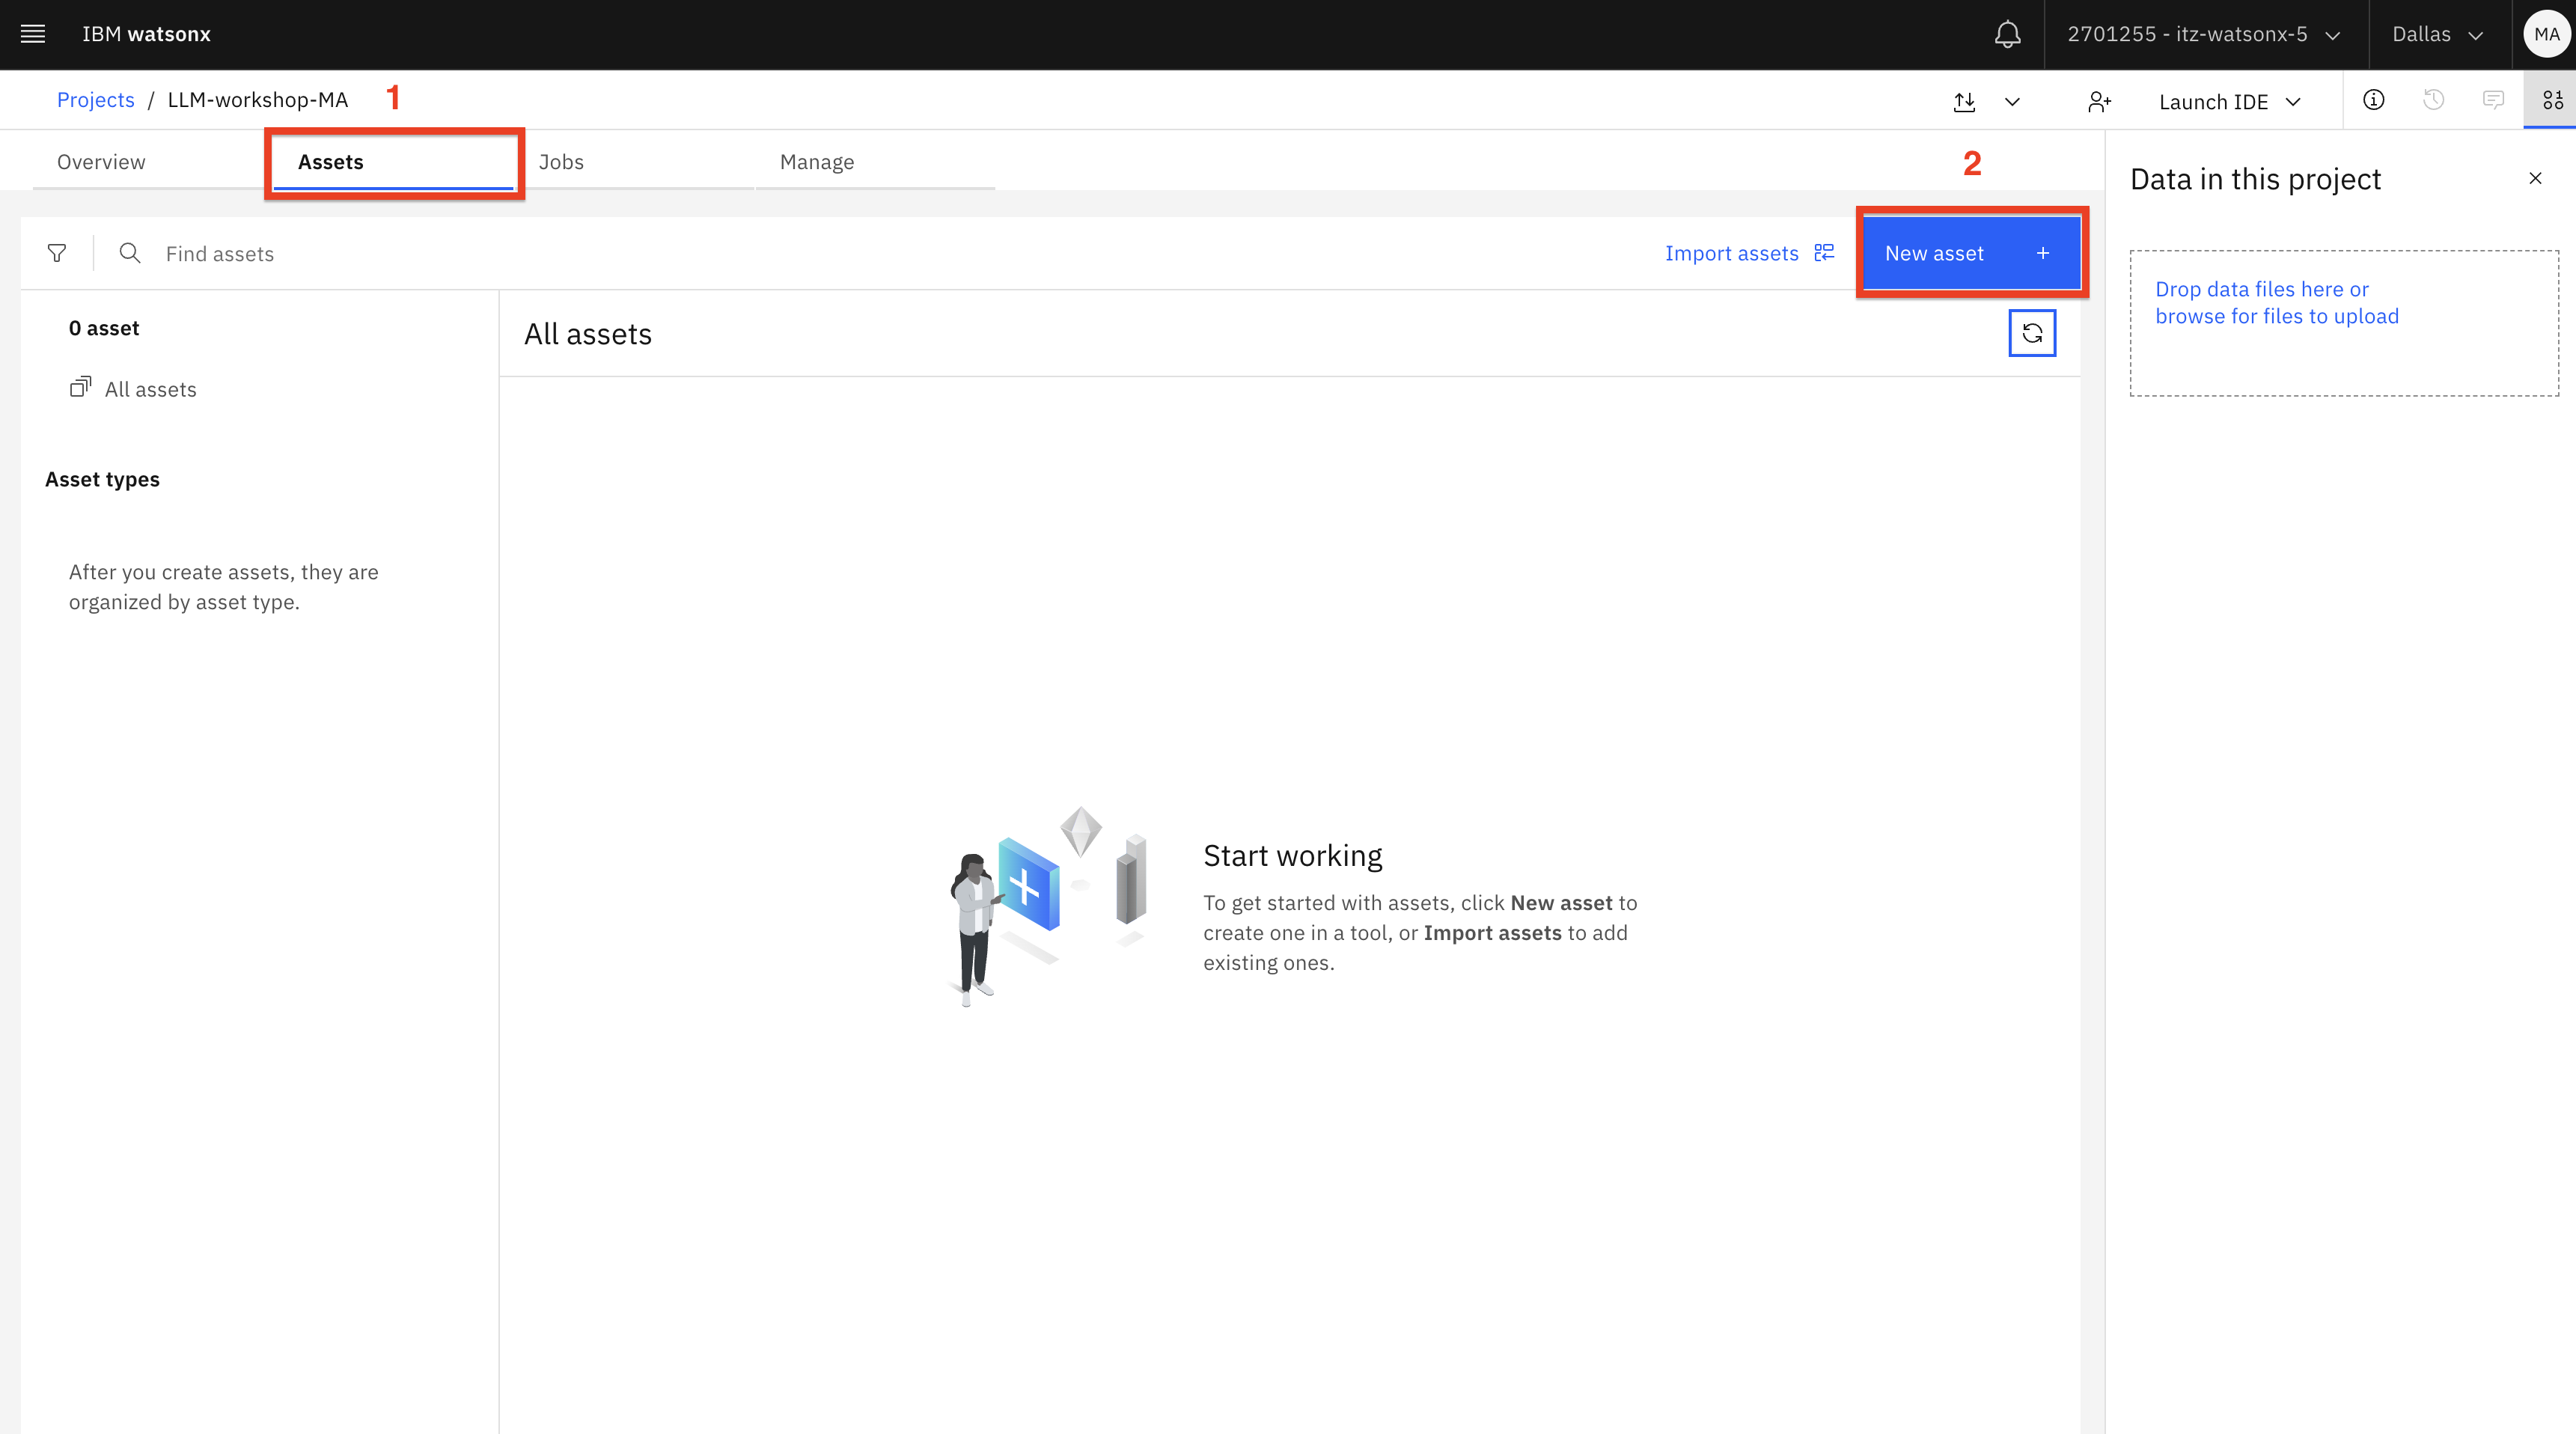 IBM watsonx
2701255 - itz-watsonx-5
Dallas
MA
Projects / LLM-workshop-MA
1
Launch IDE
Overview
Assets
Jobs
Manage
2
Data in this project
Find assets
Import assets
New asset
Drop data files here or
browse for files to upload
0 asset
All assets
All assets
Asset types
After you create assets, they are
organized by asset type.
Start working
To get started with assets, click New asset to
create one in a tool, or Import assets to add
existing ones.